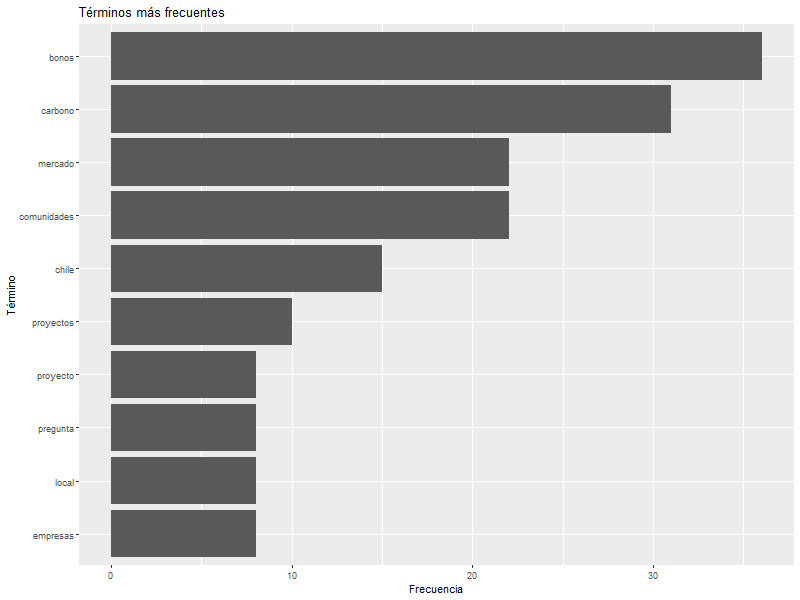 Términos más frecuentes
Término
bonos
carbono
mercado
comunidades
chile
proyectos
proyecto
pregunta
local
empresas
0 10 20 30
Frecuencia